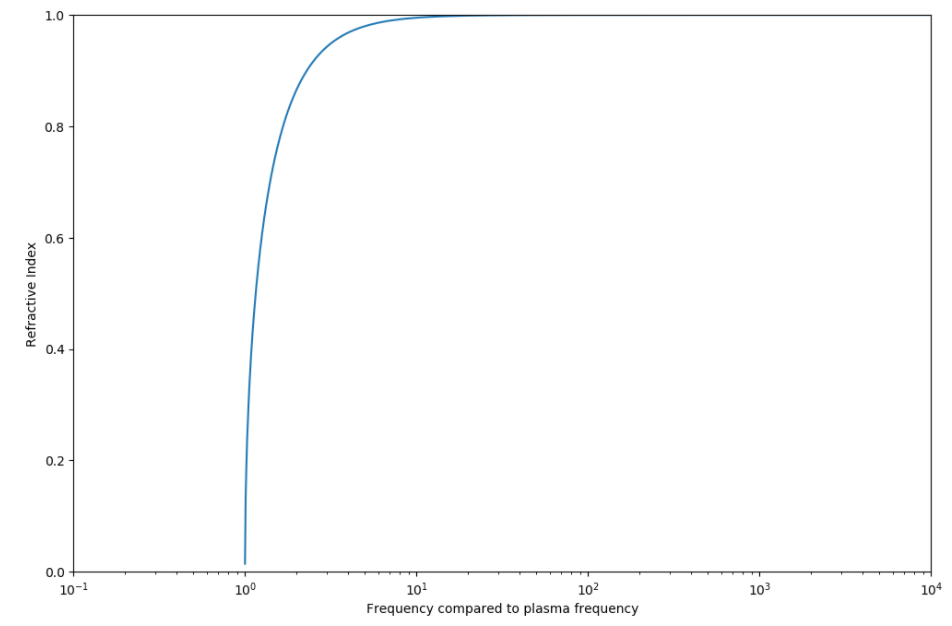 1.0
0.8
0.6
0.4
0.2
0.0
Refractive Index
10⁻¹ 10⁰ 10¹ 10² 10³ 10⁴
Frequency compared to plasma frequency